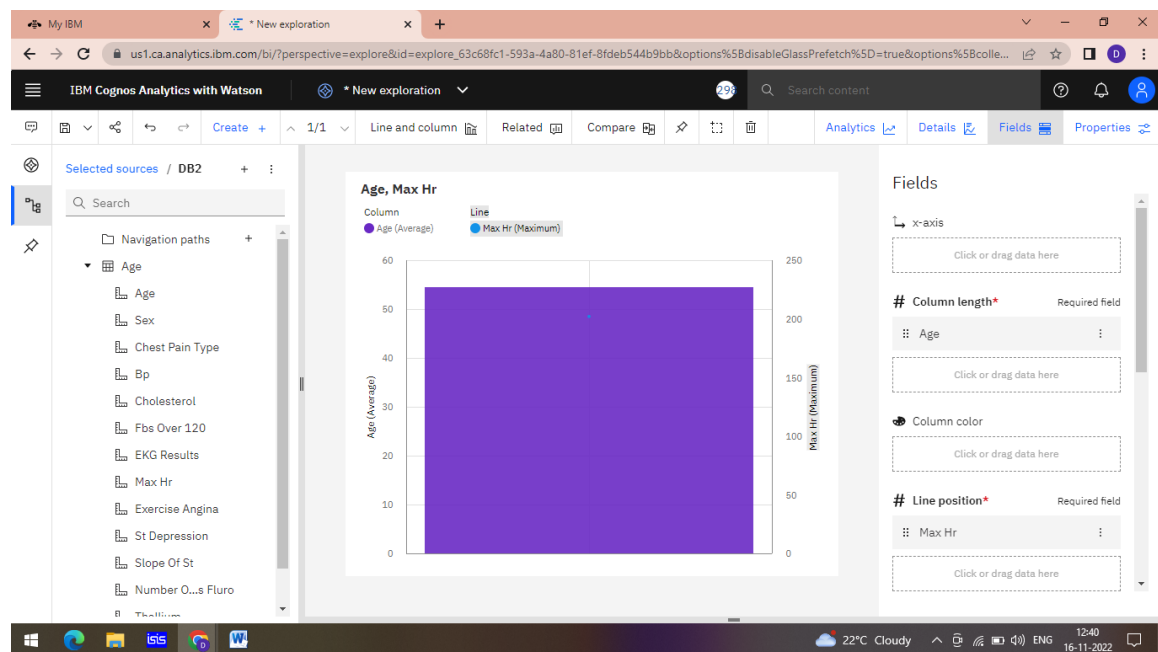 My IBM
* New exploration
us1.ca.analytics.ibm.com/bi/?perspective=explore&id=explore_63c68fc1-593a-4a80-81ef-8fdeb544b9bb&options%5BdisableGlassPrefetch%5D=true&options%5Bcolle...
D
IBM Cognos Analytics with Watson
* New exploration
298
Search content
Create +
1/1
Line and column
Related
Compare
Analytics
Details
Fields
Properties
Selected sources / DB2
Search
Navigation paths
Age
Age
Sex
Chest Pain Type
Bp
Cholesterol
Fbs Over 120
EKG Results
Max Hr
Exercise Angina
St Depression
Slope Of St
Number O...s Fluro
Thallium
Age, Max Hr
Column
Line
Age (Average)
Max Hr (Maximum)
60
50
40
30
20
10
0
Age (Average)
250
200
150
100
50
0
Max Hr (Maximum)
Fields
x-axis
Click or drag data here
# Column length*
Required field
Age
Click or drag data here
Column color
Click or drag data here
# Line position*
Required field
Max Hr
Click or drag data here
isis
W
22°C Cloudy
ENG
12:40
16-11-2022